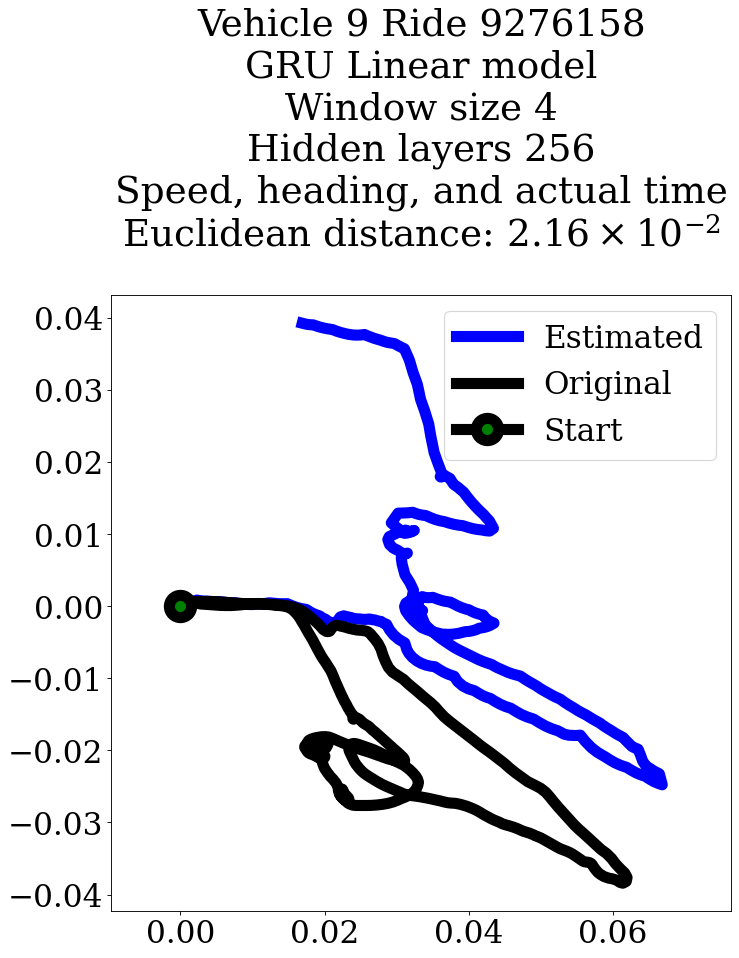 Vehicle 9 Ride 9276158
GRU Linear model
Window size 4
Hidden layers 256
Speed, heading, and actual time
Euclidean distance: 2.16 × 10⁻²
Estimated
Original
Start
0.04
0.03
0.02
0.01
0.00
−0.01
−0.02
−0.03
−0.04
0.00 0.02 0.04 0.06